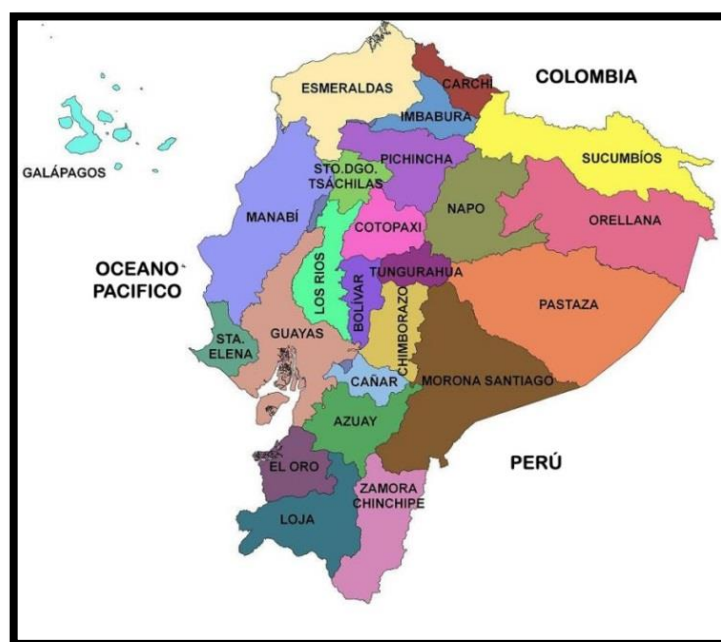 COLOMBIA
ESMERALDAS
CARCHI
IMBABURA
SUCUMBÍOS
PICHINCHA
GALÁPAGOS
STO.DGO.
TSÁCHILAS
NAPO
ORELLANA
MANABÍ
COTOPAXI
OCEANO
PACIFICO
LOS RIOS
TUNGURAHUA
BOLÍVAR
PASTAZA
CHIMBORAZO
GUAYAS
STA.
ELENA
CAÑAR
MORONA SANTIAGO
AZUAY
PERÚ
EL ORO
ZAMORA
CHINCHIPE
LOJA